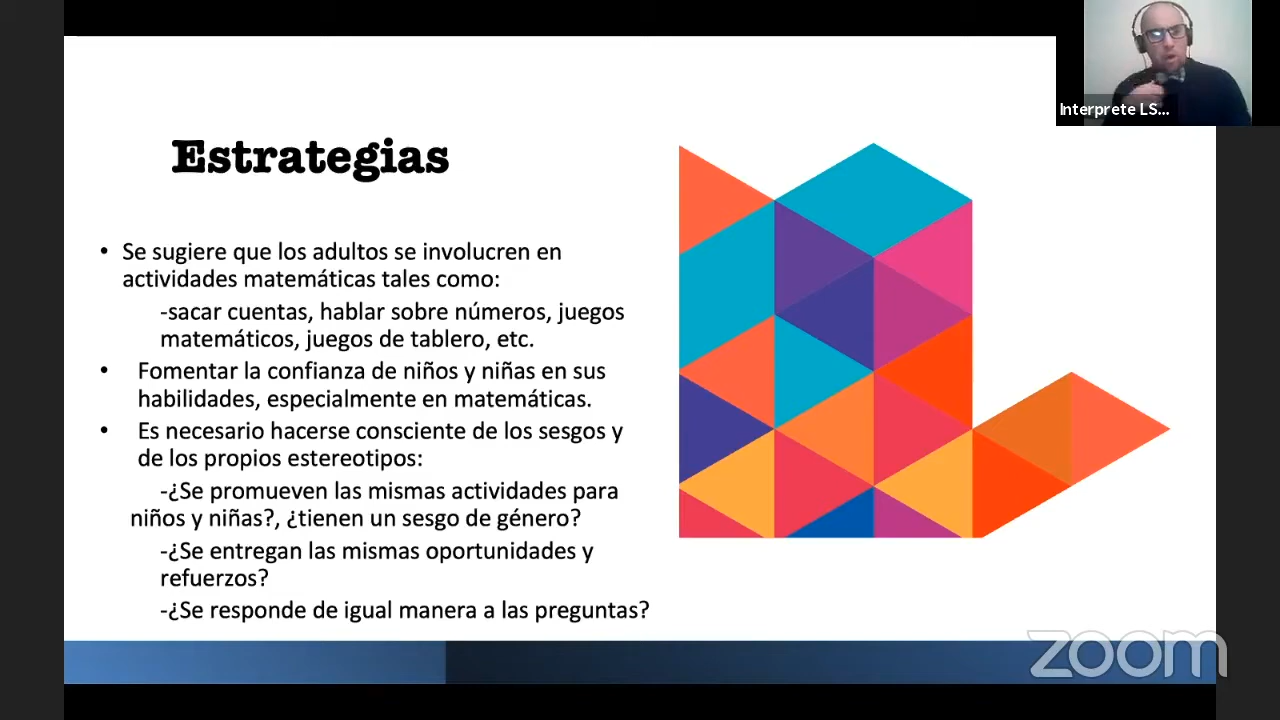 Interprete LS...
Estrategias
• Se sugiere que los adultos se involucren en
actividades matemáticas tales como:
-sacar cuentas, hablar sobre números, juegos
matemáticos, juegos de tablero, etc.
• Fomentar la confianza de niños y niñas en sus
habilidades, especialmente en matemáticas.
• Es necesario hacerse consciente de los sesgos y
de los propios estereotipos:
-¿Se promueven las mismas actividades para
niños y niñas?, ¿tienen un sesgo de género?
-¿Se entregan las mismas oportunidades y
refuerzos?
-¿Se responde de igual manera a las preguntas?
zoom